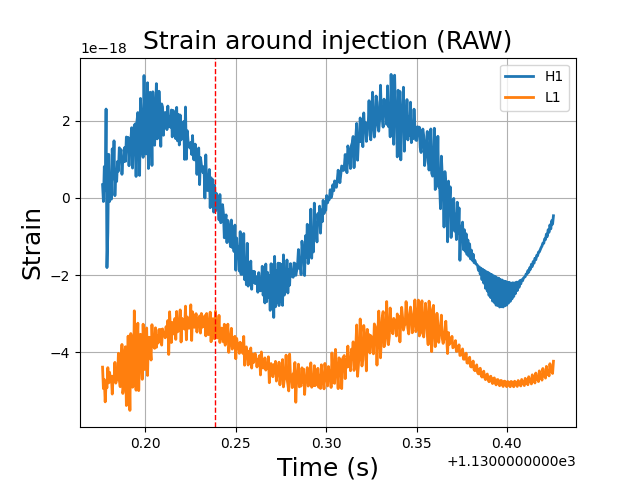 Strain around injection (RAW)
1e−18
H1
L1
2
0
−2
−4
Strain
0.20 0.25 0.30 0.35 0.40
+1.1300000000e3
Time (s)